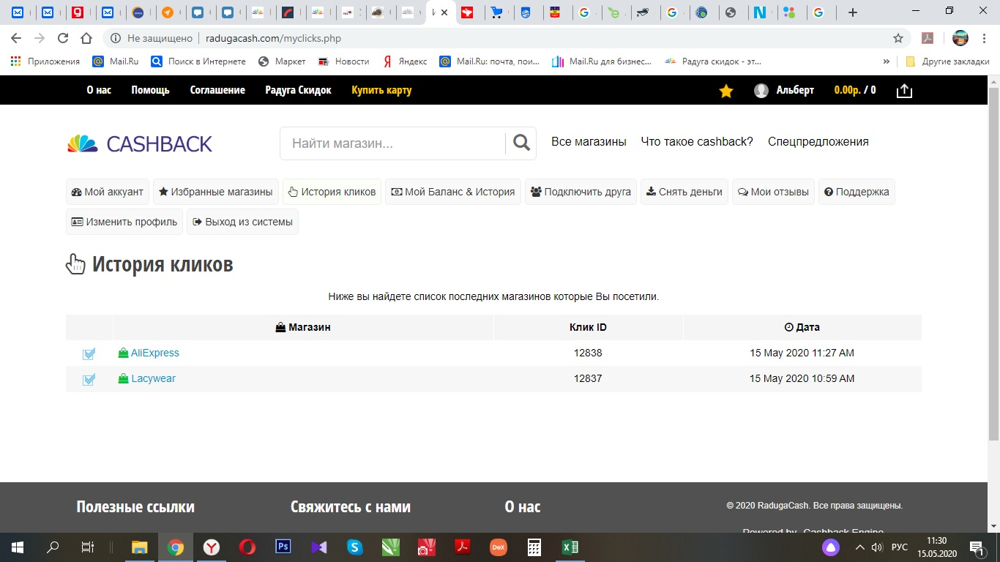 Не защищено radugacash.com/myclicks.php
Приложения Mail.Ru Поиск в Интернете Маркет Новости Яндекс Mail.Ru: почта, пои... Mail.Ru для бизнес... Радуга скидок - эт... » Другие закладки
О нас Помощь Соглашение Радуга Скидок Купить карту Альберт 0.00р. / 0
CASHBACK Найти магазин... Все магазины Что такое cashback? Спецпредложения
Мой аккуант Избранные магазины История кликов Мой Баланс & История Подключить друга Снять деньги Мои отзывы Поддержка
Изменить профиль Выход из системы
История кликов
Ниже вы найдете список последних магазинов которые Вы посетили.
Магазин Клик ID Дата
AliExpress 12838 15 May 2020 11:27 AM
Lacywear 12837 15 May 2020 10:59 AM
Полезные ссылки Свяжитесь с нами О нас © 2020 RadugaCash. Все права защищены.
Powered by Cashback Engine
РУС 11:30
15.05.2020